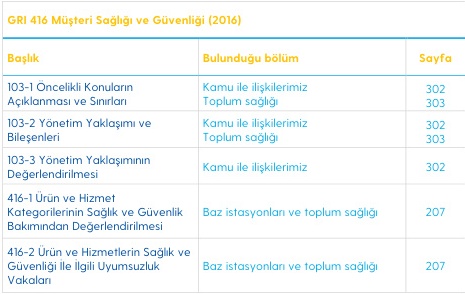 GRI 416 Müşteri Sağlığı ve Güvenliği (2016)
Başlık Bulunduğu bölüm Sayfa
103-1 Öncelikli Konuların Kamu ile ilişkilerimiz 302
Açıklanması ve Sınırları Toplum sağlığı 303
103-2 Yönetim Yaklaşımı ve Kamu ile ilişkilerimiz 302
Bileşenleri Toplum sağlığı 303
103-3 Yönetim Yaklaşımının
Değerlendirilmesi Kamu ile ilişkilerimiz 302
416-1 Ürün ve Hizmet
Kategorilerinin Sağlık ve Güvenlik Baz istasyonları ve toplum sağlığı 207
Bakımından Değerlendirilmesi
416-2 Ürün ve Hizmetlerin Sağlık ve
Güvenliği İle İlgili Uyumsuzluk Baz istasyonları ve toplum sağlığı 207
Vakaları